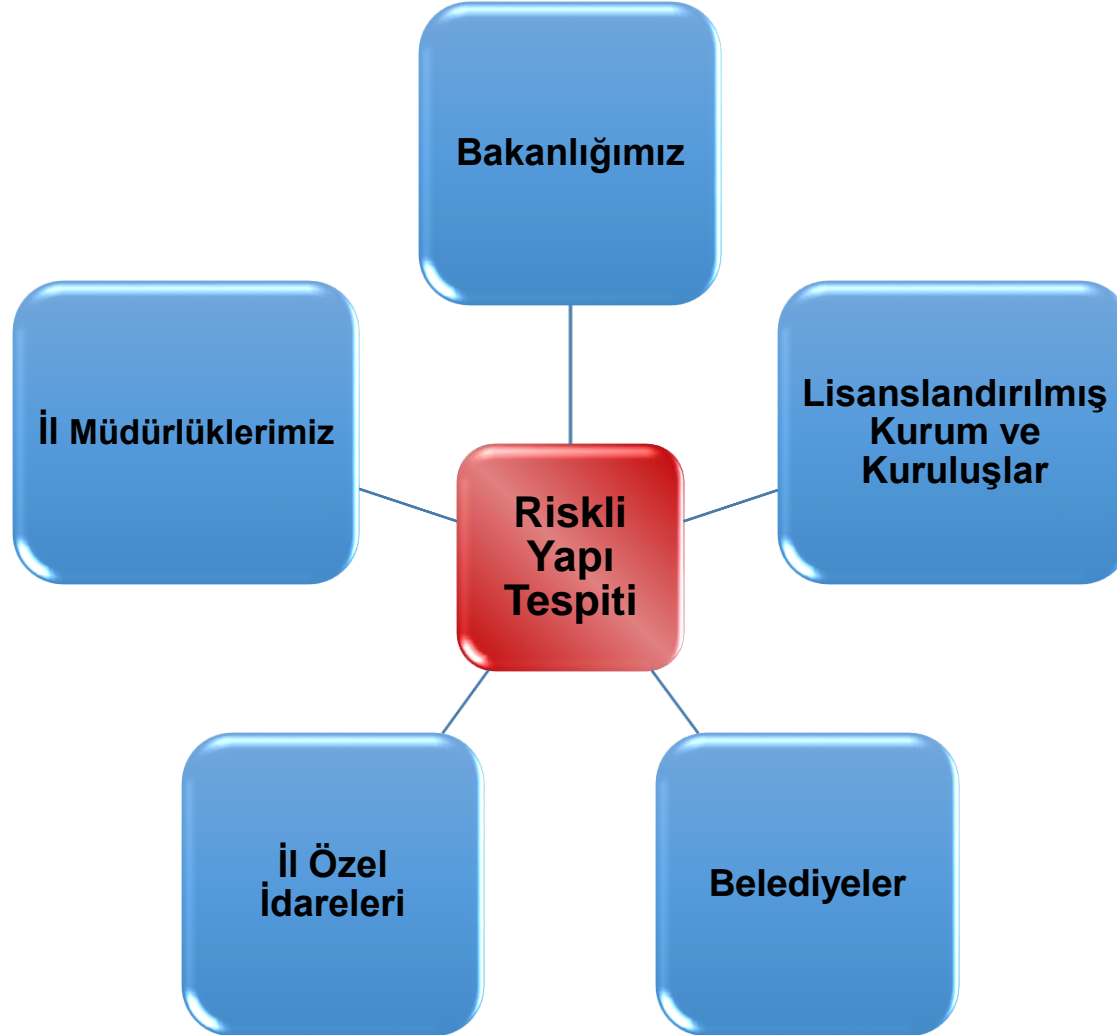 Bakanlığımız
Lisanslandırılmış
Kurum ve
Kuruluşlar
İl Müdürlüklerimiz
Riskli
Yapı
Tespiti
İl Özel
İdareleri
Belediyeler